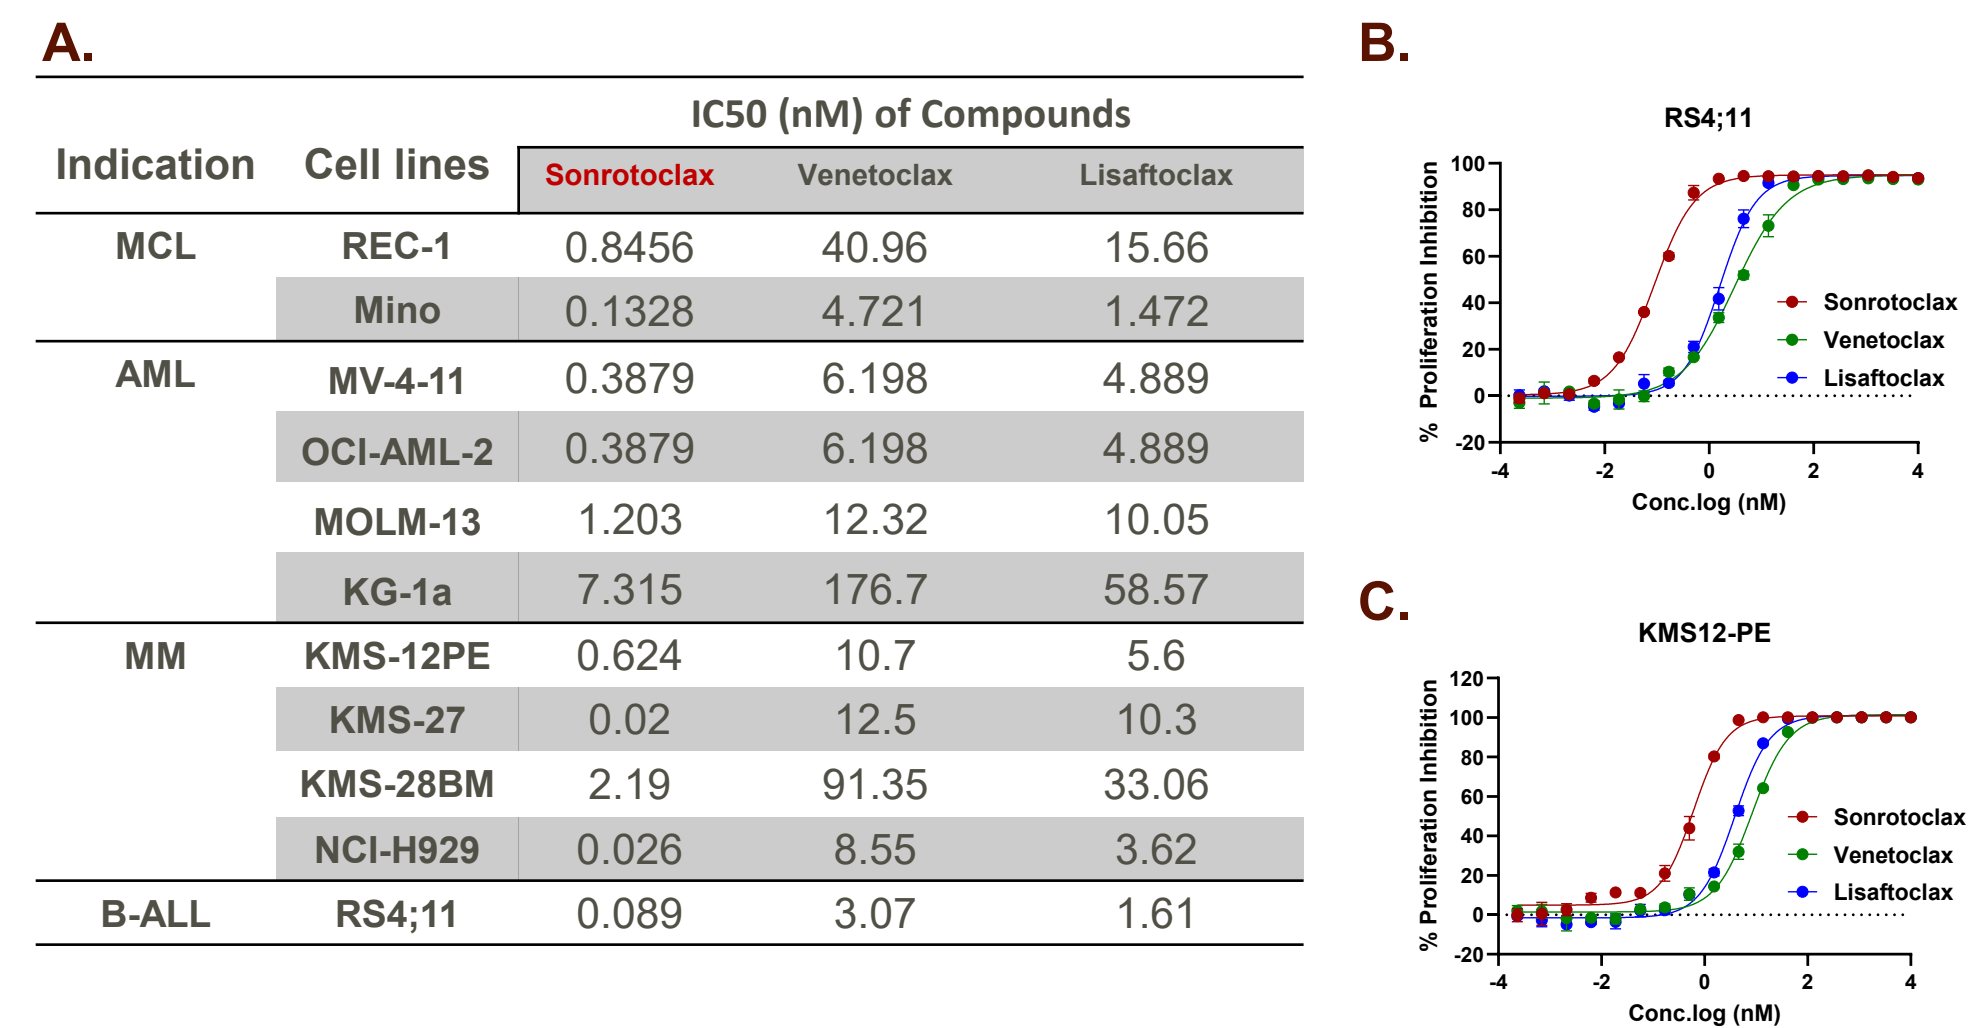 A.
IC50 (nM) of Compounds
Indication Cell lines Sonrotoclax Venetoclax Lisaftoclax
MCL REC-1 0.8456 40.96 15.66
Mino 0.1328 4.721 1.472
AML MV-4-11 0.3879 6.198 4.889
OCI-AML-2 0.3879 6.198 4.889
MOLM-13 1.203 12.32 10.05
KG-1a 7.315 176.7 58.57
MM KMS-12PE 0.624 10.7 5.6
KMS-27 0.02 12.5 10.3
KMS-28BM 2.19 91.35 33.06
NCI-H929 0.026 8.55 3.62
B-ALL RS4;11 0.089 3.07 1.61
B.
RS4;11
% Proliferation Inhibition
100
80
60
40
20
0
-20
-4 -2 0 2 4
Conc.log (nM)
Sonrotoclax
Venetoclax
Lisaftoclax
C.
KMS12-PE
% Proliferation Inhibition
120
100
80
60
40
20
0
-20
-4 -2 0 2 4
Conc.log (nM)
Sonrotoclax
Venetoclax
Lisaftoclax